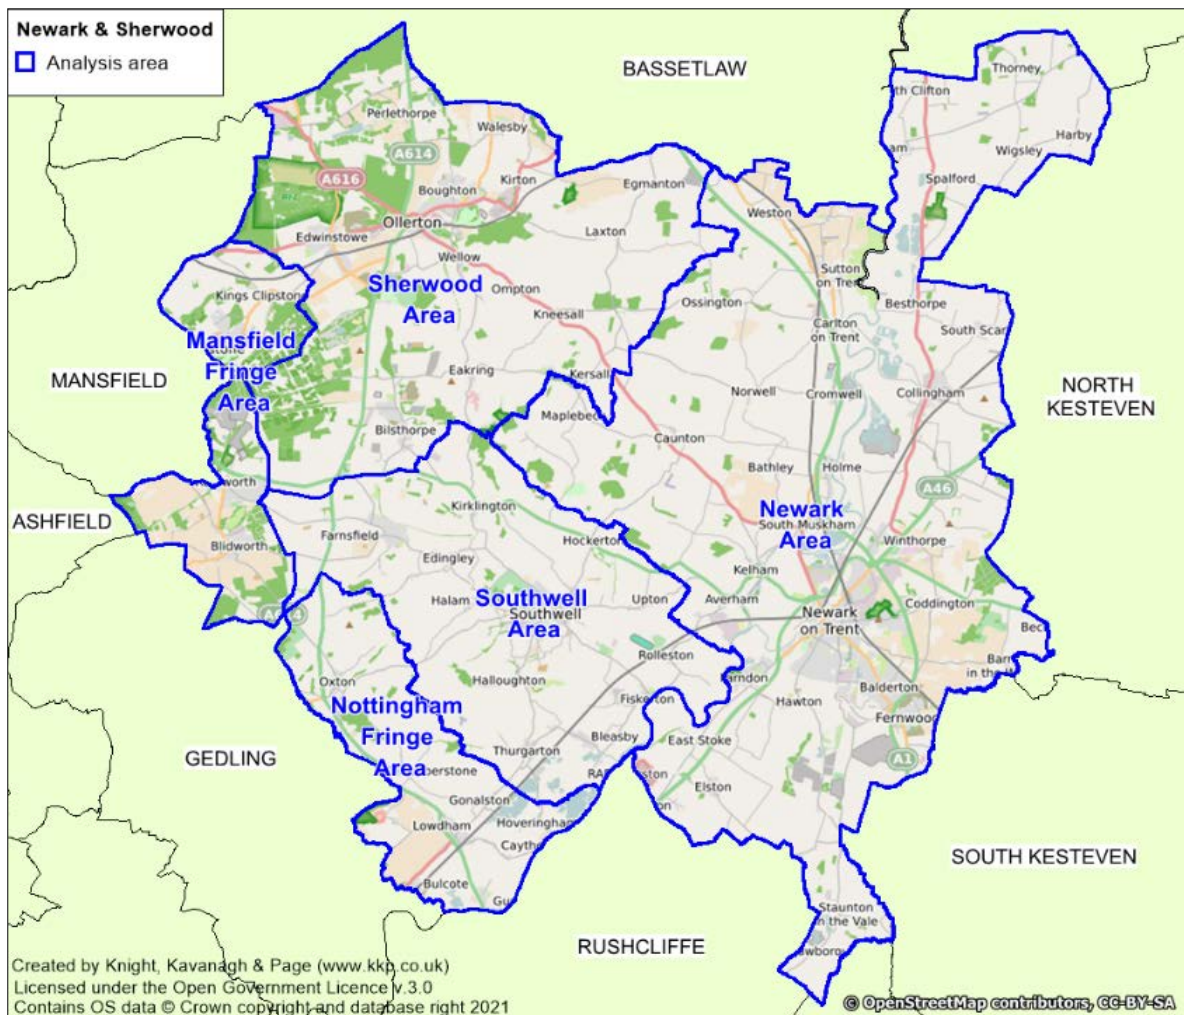 Newark & Sherwood
Analysis area
BASSETLAW
Thorney
Clifton
Harby
Wigsley
Spalford
Perlethorpe
Walesby
A614
A616
Boughton
Kirton
Egmanton
Weston
Ollerton
Laxton
Edwinstowe
Wellow
Sutton
on Trent
Kings Clipstone
Sherwood
Area
Ompton
Ossington
Besthorpe
Kneesall
Carlton
on Trent
South Scar
Mansfield
Fringe
Area
MANSFIELD
Eakring
Kersall
Norwell
Cromwell
Collingham
NORTH
KESTEVEN
Maplebeck
Bilsthorpe
Caunton
Bathley
Holme
A46
ASHFIELD
Kirklington
Newark
Area
South Muskham
Winthorpe
Blidworth
Farnsfield
Hockerton
Edingley
Kelham
Halam
Southwell
Area
Southwell
Upton
Averham
Newark
on Trent
Coddington
Rolleston
Oxton
Halloughton
Fiskerton
Hawton
Balderton
Fernwood
Nottingham
Fringe
Area
GEDLING
Thurgarton
Bleasby
East Stoke
A1
Elston
Gonalston
Lowdham
Hoveringham
Caytho
Bulcote
Gu
SOUTH KESTEVEN
Staunton
in the Vale
RUSHCLIFFE
Created by Knight, Kavanagh & Page (www.kkp.co.uk)
Licensed under the Open Government Licence v.3.0
Contains OS data © Crown copyright and database right 2021
© OpenStreetMap contributors, CC-BY-SA